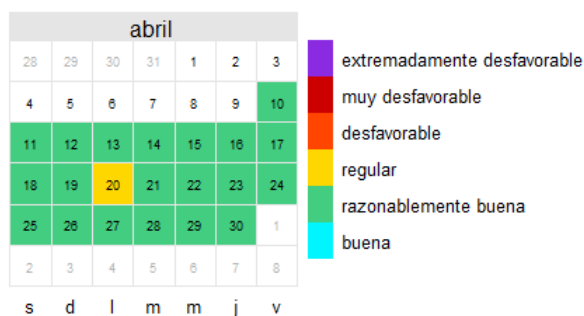 abril
28 29 30 31 1 2 3
4 5 6 7 8 9 10
11 12 13 14 15 16 17
18 19 20 21 22 23 24
25 26 27 28 29 30 1
2 3 4 5 6 7 8
s d l m m j v
extremadamente desfavorable
muy desfavorable
desfavorable
regular
razonablemente buena
buena